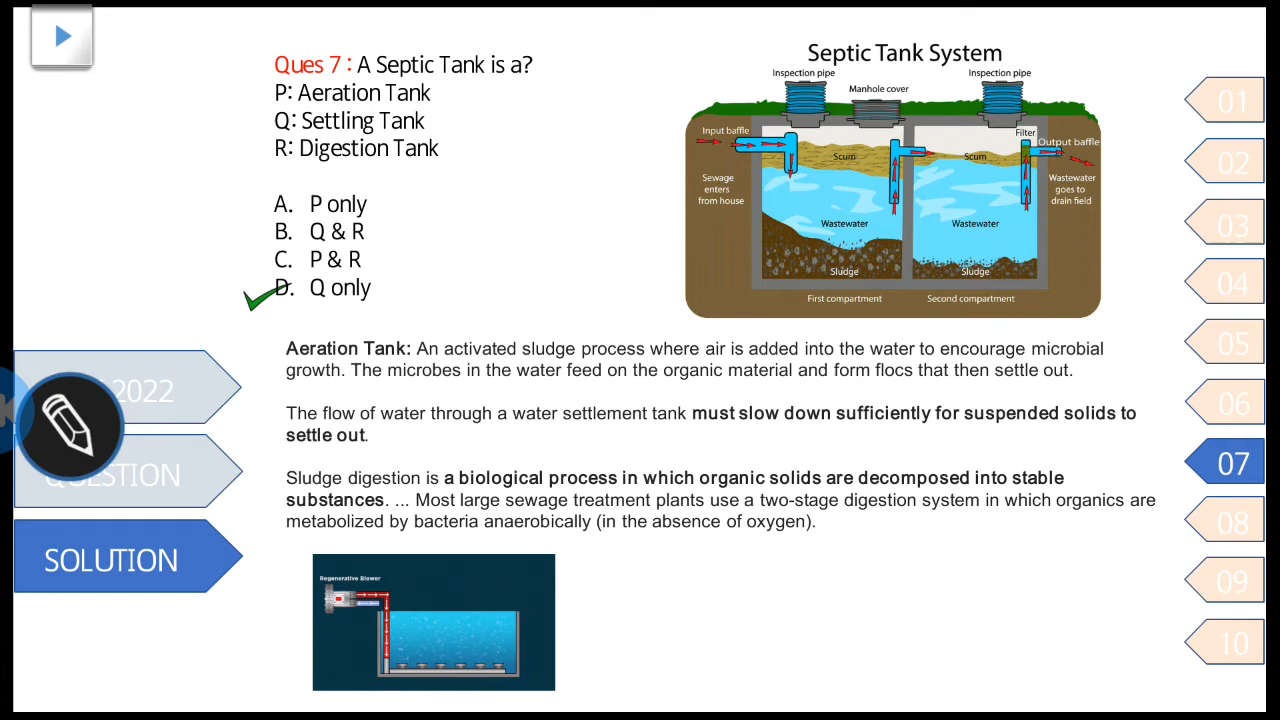 Ques 7 : A Septic Tank is a?
P: Aeration Tank
Q: Settling Tank
R: Digestion Tank
A. P only
B. Q & R
C. P & R
D. Q only
Septic Tank System
Inspection pipe
Inspection pipe
Manhole cover
Input baffle
Filter
Output baffle
Scum
Scum
Sewage
enters
from house
Wastewater
goes to
drain field
Wastewater
Wastewater
Sludge
Sludge
First compartment
Second compartment
Aeration Tank: An activated sludge process where air is added into the water to encourage microbial
growth. The microbes in the water feed on the organic material and form flocs that then settle out.
The flow of water through a water settlement tank must slow down sufficiently for suspended solids to
settle out.
Sludge digestion is a biological process in which organic solids are decomposed into stable
substances. ... Most large sewage treatment plants use a two-stage digestion system in which organics are
metabolized by bacteria anaerobically (in the absence of oxygen).
Regenerative Blower
2022
SOLUTION
01
02
03
04
05
06
07
08
09
10